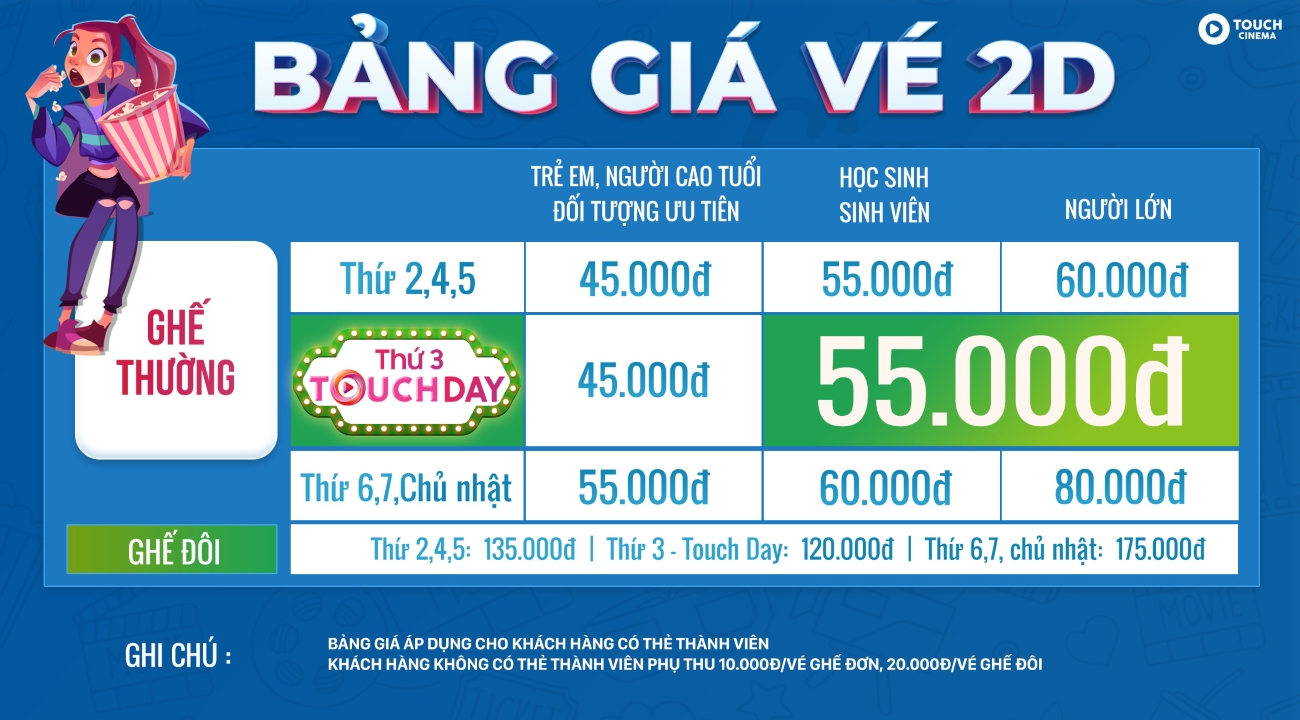 BẢNG GIÁ VÉ 2D
TOUCH
CINEMA
TRẺ EM, NGƯỜI CAO TUỔI
ĐỐI TƯỢNG ƯU TIÊN
HỌC SINH
SINH VIÊN
NGƯỜI LỚN
GHẾ
THƯỜNG
Thứ 2,4,5 45.000đ 55.000đ 60.000đ
Thứ 3
TOUCH DAY
45.000đ 55.000đ
Thứ 6,7,Chủ nhật 55.000đ 60.000đ 80.000đ
GHẾ ĐÔI
Thứ 2,4,5: 135.000đ | Thứ 3 - Touch Day: 120.000đ | Thứ 6,7, chủ nhật: 175.000đ
GHI CHÚ :
BẢNG GIÁ ÁP DỤNG CHO KHÁCH HÀNG CÓ THẺ THÀNH VIÊN
KHÁCH HÀNG KHÔNG CÓ THẺ THÀNH VIÊN PHỤ THU 10.000Đ/VÉ GHẾ ĐƠN, 20.000Đ/VÉ GHẾ ĐÔI